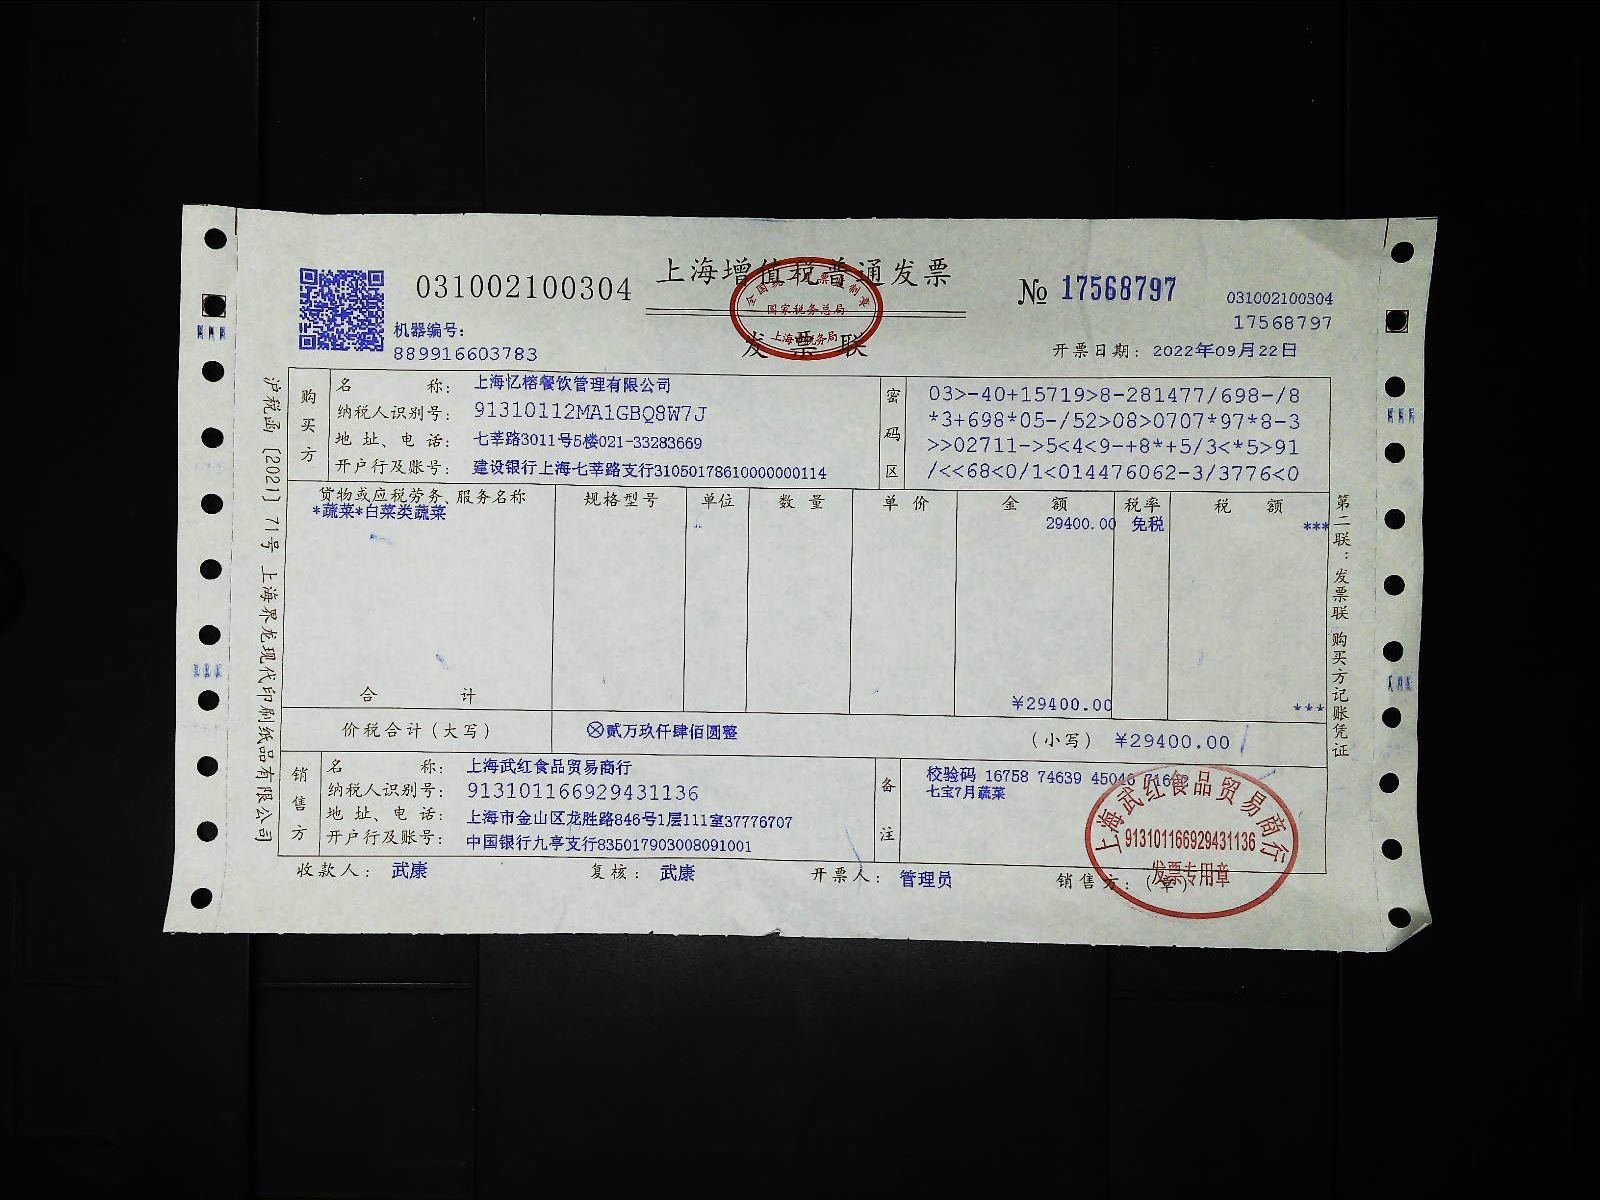 031002100304
上海增值税普通发票
发票联
全国统一发票监制章
国家税务总局
上海市税务局
№ 17568797
031002100304
17568797
机器编号:
889916603783
开票日期: 2022年09月22日
购买方
名称: 上海忆榕餐饮管理有限公司
纳税人识别号: 91310112MA1GBQ8W7J
地址、电话: 七莘路3011号5楼021-33283669
开户行及账号: 建设银行上海七莘路支行31050178610000000114
密码区
03>-40+15719>8-281477/698-/8
*3+698*05-/52>08>0707*97*8-3
>>02711->5<4<9-+8*+5/3<*5>91
/<<68<0/1<014476062-3/3776<0
货物或应税劳务、服务名称 规格型号 单位 数量 单价 金额 税率 税额
*蔬菜*白菜类蔬菜 29400.00 免税 ***
合计 ¥29400.00 ***
价税合计(大写) ⊗贰万玖仟肆佰圆整 (小写) ¥29400.00
销售方
名称: 上海武红食品贸易商行
纳税人识别号: 913101166929431136
地址、电话: 上海市金山区龙胜路846号1层111室37776707
开户行及账号: 中国银行九亭支行835017903008091001
备注
校验码 16758 74639 45046
七宝7月蔬菜
上海武红食品贸易商行
913101166929431136
发票专用章
收款人: 武康 复核: 武康 开票人: 管理员 销售方: (章)
沪税函〔2021〕71号 上海界龙现代印刷纸品有限公司
第二联:发票联 购买方记账凭证